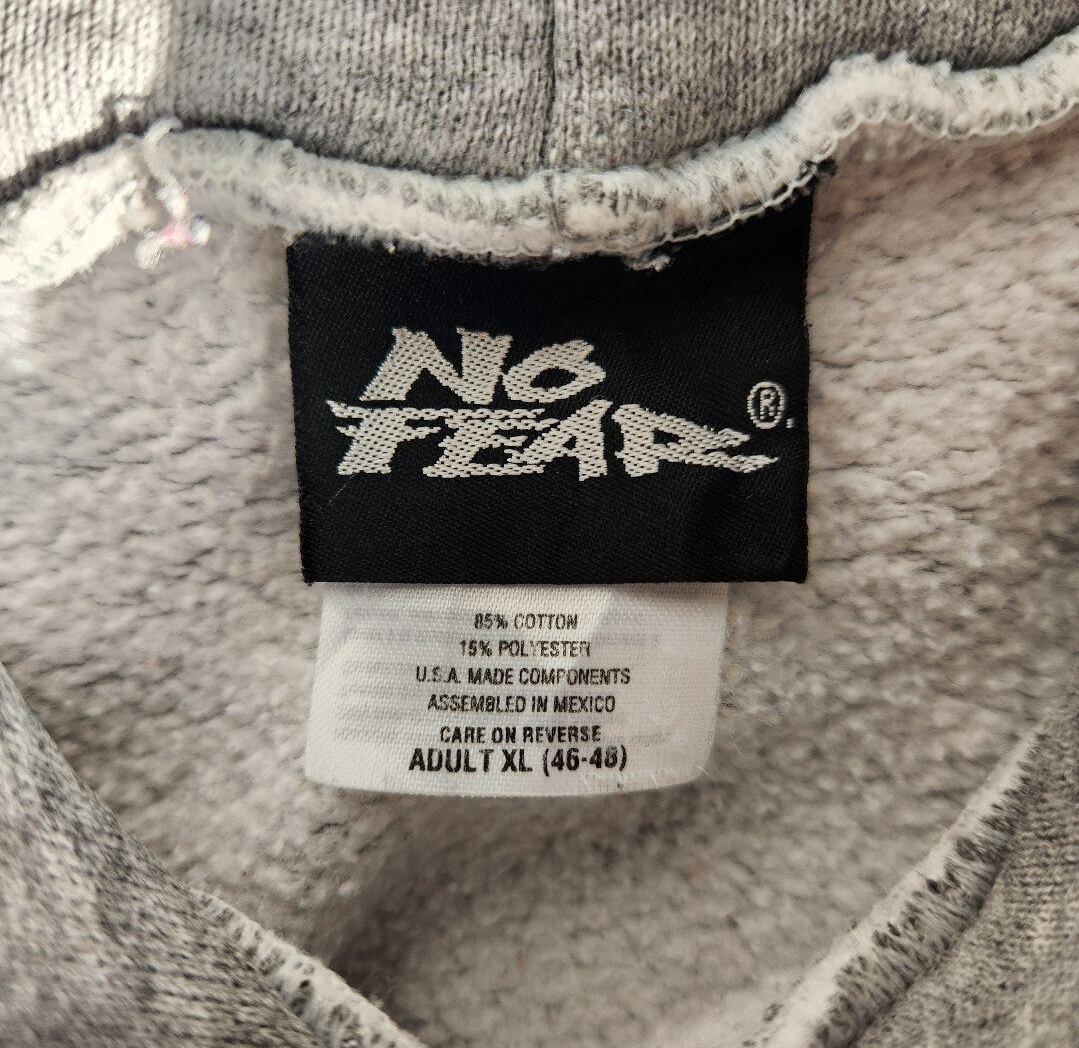 NO
FEAR ®.
85% COTTON
15% POLYESTER
U.S.A. MADE COMPONENTS
ASSEMBLED IN MEXICO
CARE ON REVERSE
ADULT XL (46-48)